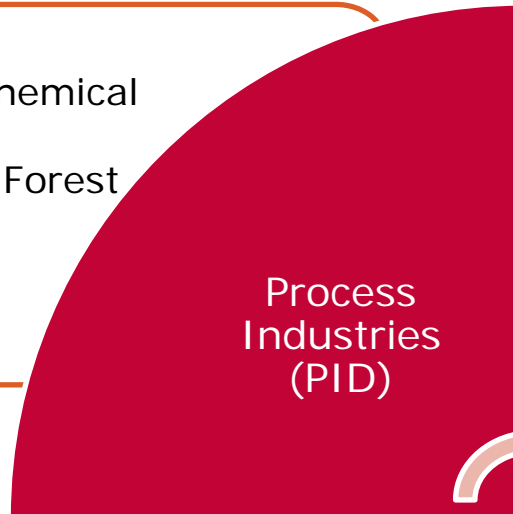 hemical
Forest
Process
Industries
(PID)